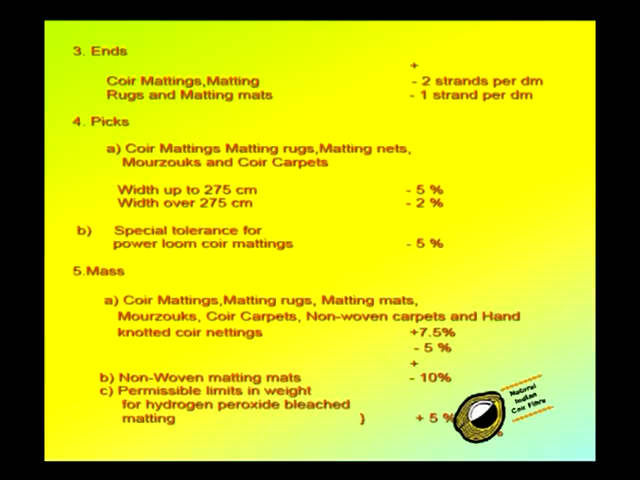 3. Ends
+
Coir Mattings,Matting - 2 strands per dm
Rugs and Matting mats - 1 strand per dm
4. Picks
a) Coir Mattings Matting rugs,Matting nets,
Mourzouks and Coir Carpets
Width up to 275 cm - 5 %
Width over 275 cm - 2 %
b) Special tolerance for
power loom coir mattings - 5 %
5.Mass
a) Coir Mattings,Matting rugs, Matting mats,
Mourzouks, Coir Carpets, Non-woven carpets and Hand
knotted coir nettings +7.5%
- 5 %
+
b) Non-Woven matting mats - 10%
c) Permissible limits in weight
for hydrogen peroxide bleached
matting } + 5 %
Natural
Indian
Coir Fibre